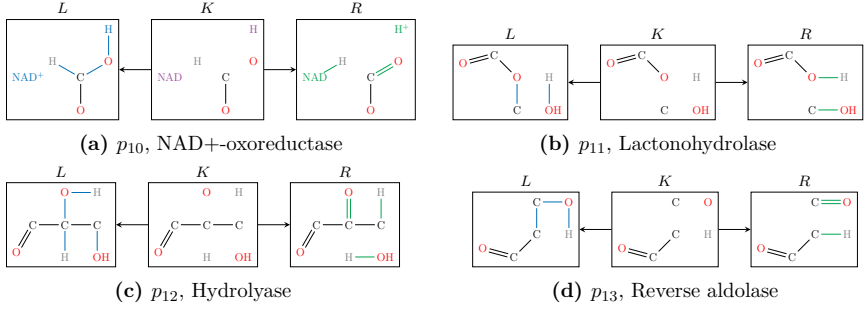 L K R
H H H⁺
H O H O NAD H O
NAD⁺ C NAD C C
O O O
(a) p₁₀, NAD+-oxoreductase
L K R
O C O C O C
O H O H O H
C OH C OH C OH
(b) p₁₁, Lactonohydrolase
L K R
O H O H O H
C C C C C C C C C
O H OH O H OH O H OH
(c) p₁₂, Hydrolyase
L K R
C O C O C O
C H C H C H
O C O C O C
(d) p₁₃, Reverse aldolase